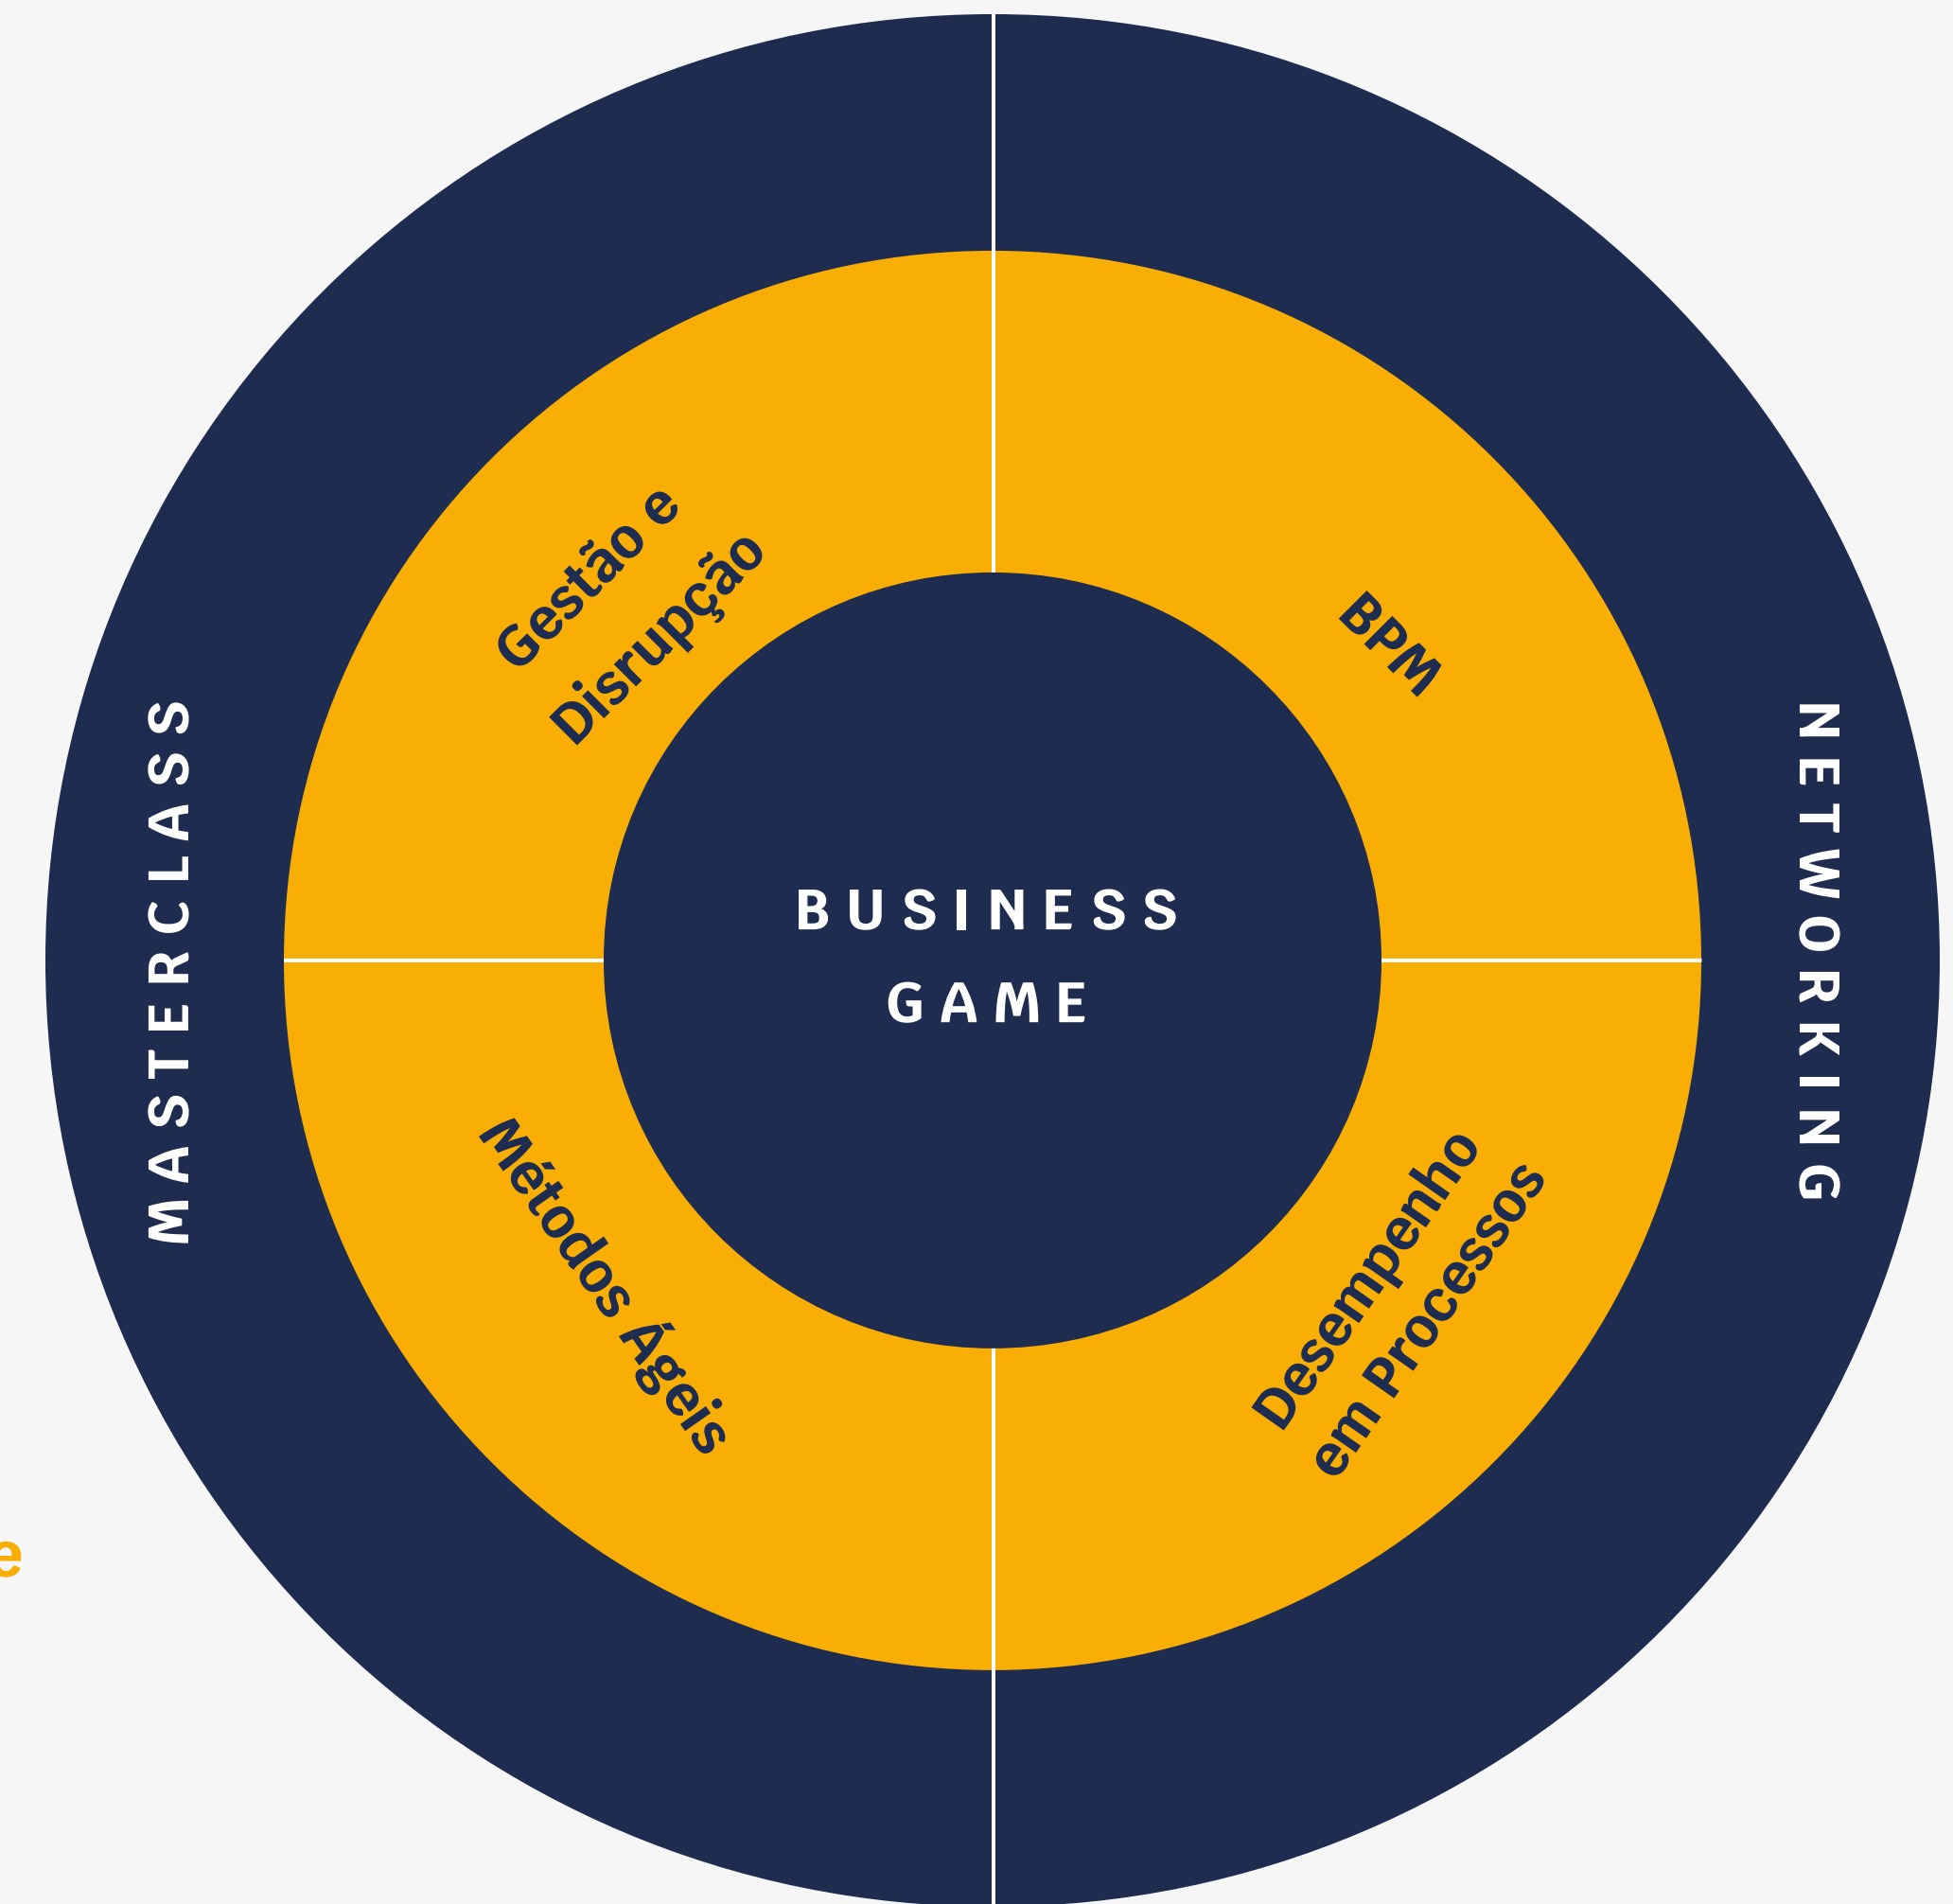 Gestão e
Disrupção
BPM
MASTERCLASS
BUSINESS
GAME
NETWORKING
Métodos Ágeis
Desempenho
em Processos
e